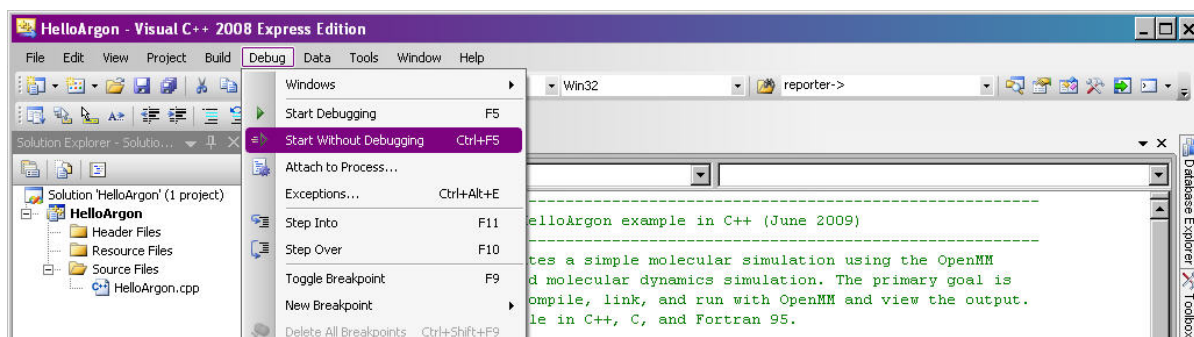 HelloArgon - Visual C++ 2008 Express Edition
File Edit View Project Build Debug Data Tools Window Help
Windows
Win32
reporter->
Start Debugging F5
Solution Explorer - Solutio...
Start Without Debugging Ctrl+F5
Attach to Process...
Exceptions... Ctrl+Alt+E
Solution 'HelloArgon' (1 project)
HelloArgon
Header Files
Resource Files
Source Files
HelloArgon.cpp
Step Into F11
Step Over F10
Toggle Breakpoint F9
New Breakpoint
Delete All Breakpoints Ctrl+Shift+F9
elloArgon example in C++ (June 2009)
tes a simple molecular simulation using the OpenMM
d molecular dynamics simulation. The primary goal is
ompile, link, and run with OpenMM and view the output.
le in C++, C, and Fortran 95.
Database Explorer
Toolbox